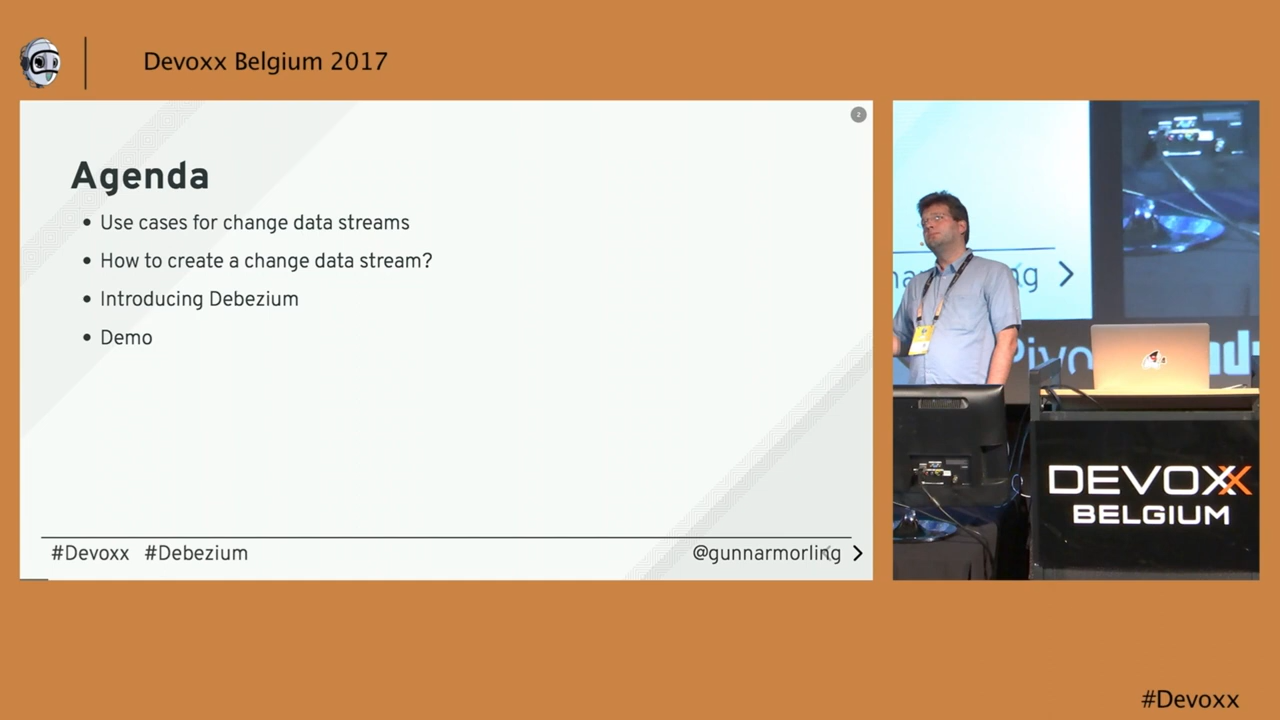 Devoxx Belgium 2017
2
Agenda
• Use cases for change data streams
• How to create a change data stream?
• Introducing Debezium
• Demo
#Devoxx #Debezium
@gunnarmorling
DEVOXX
BELGIUM
#Devoxx